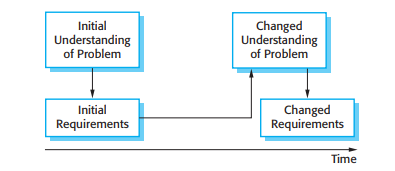 Initial
Understanding
of Problem
Changed
Understanding
of Problem
Initial
Requirements
Changed
Requirements
Time